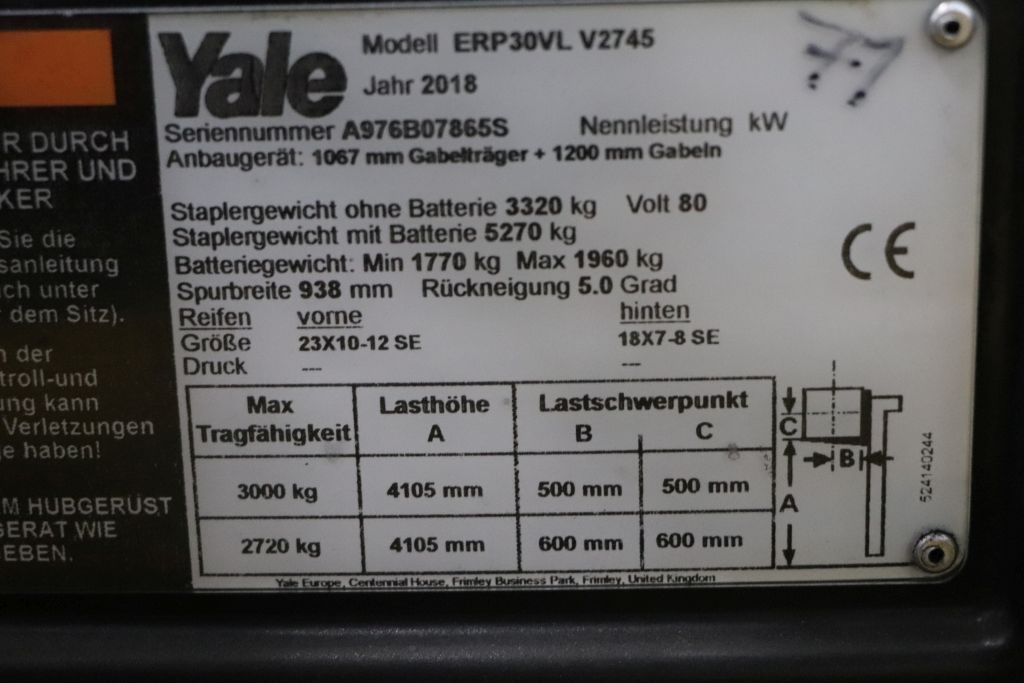 Yale
Modell ERP30VL V2745
77
Jahr 2018
Seriennummer A976B07865S Nennleistung kW
Anbaugerät: 1067 mm Gabelträger + 1200 mm Gabeln
Staplergewicht ohne Batterie 3320 kg Volt 80
Staplergewicht mit Batterie 5270 kg
Batteriegewicht: Min 1770 kg Max 1960 kg
Spurbreite 938 mm Rückneigung 5.0 Grad
Reifen vorne hinten
Größe 23X10-12 SE 18X7-8 SE
Druck --- ---
CE
Max Tragfähigkeit Lasthöhe A Lastschwerpunkt B C
3000 kg 4105 mm 500 mm 500 mm
2720 kg 4105 mm 600 mm 600 mm
C
B
A
524140244
Yale Europe, Centennial House, Frimley Business Park, Frimley, United Kingdom
R DURCH
HRER UND
KER
Sie die
sanleitung
ch unter
dem Sitz).
der
troll-und
ung kann
Verletzungen
e haben!
M HUBGERÜST
GERÄT WIE
EBEN.